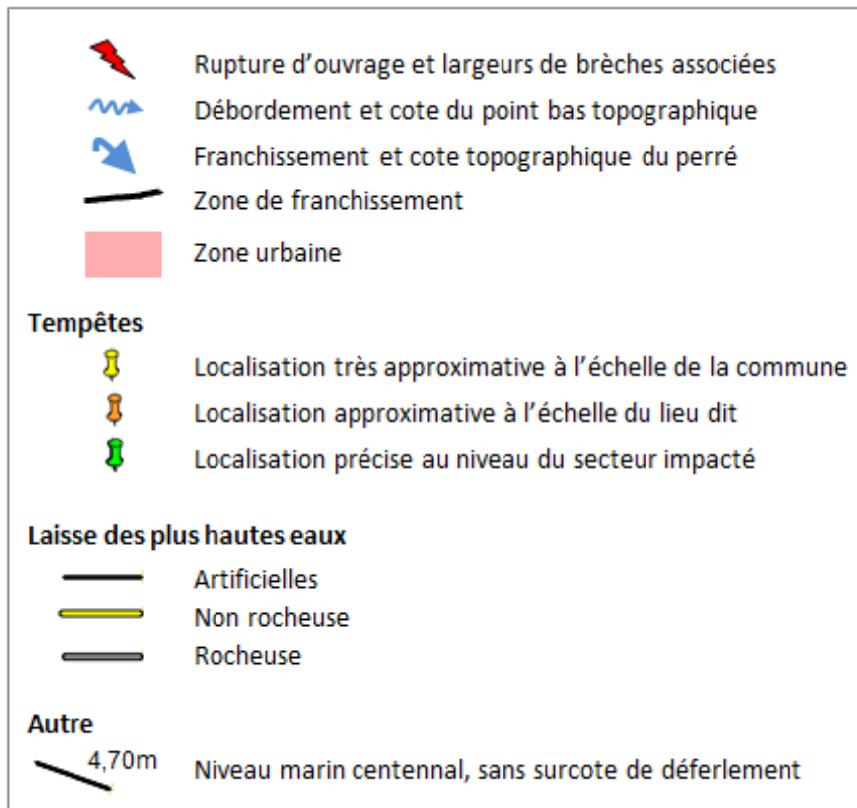 Rupture d’ouvrage et largeurs de brèches associées
Débordement et cote du point bas topographique
Franchissement et cote topographique du perré
Zone de franchissement
Zone urbaine
Tempêtes
Localisation très approximative à l’échelle de la commune
Localisation approximative à l’échelle du lieu dit
Localisation précise au niveau du secteur impacté
Laisse des plus hautes eaux
Artificielles
Non rocheuse
Rocheuse
Autre
4,70m Niveau marin centennal, sans surcote de déferlement